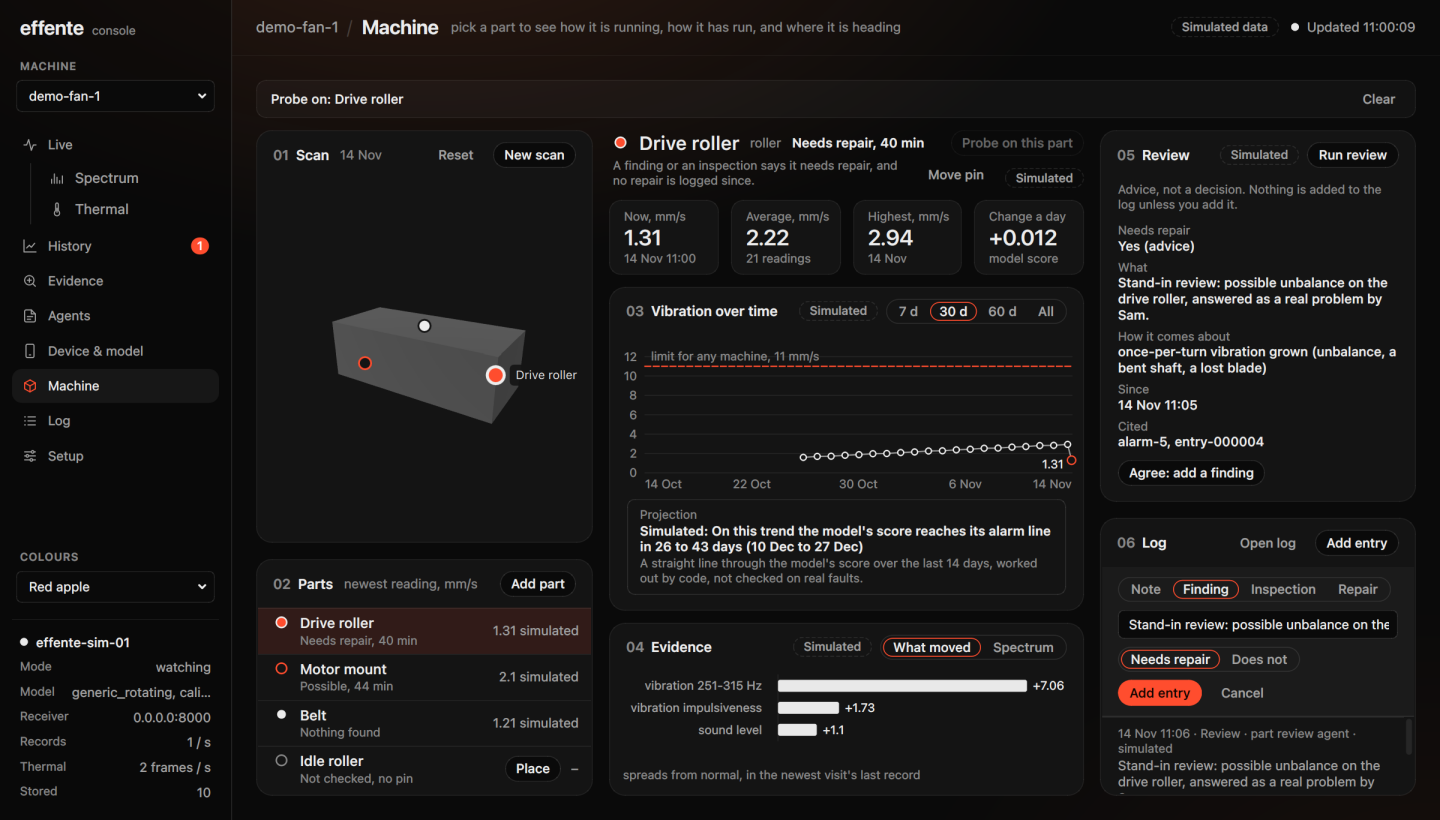 effente console
MACHINE
demo-fan-1
Live
Spectrum
Thermal
History 1
Evidence
Agents
Device & model
Machine
Log
Setup
COLOURS
Red apple
effente-sim-01
Mode watching
Model generic_rotating, cali...
Receiver 0.0.0.0:8000
Records 1 / s
Thermal 2 frames / s
Stored 10
demo-fan-1 / Machine pick a part to see how it is running, how it has run, and where it is heading
Simulated data Updated 11:00:09
Probe on: Drive roller Clear
01 Scan 14 Nov Reset New scan
Drive roller
02 Parts newest reading, mm/s Add part
Drive roller
Needs repair, 40 min
1.31 simulated
Motor mount
Possible, 44 min
2.1 simulated
Belt
Nothing found
1.21 simulated
Idle roller
Not checked, no pin
Place –
Drive roller roller Needs repair, 40 min Probe on this part
A finding or an inspection says it needs repair, and
no repair is logged since.
Move pin Simulated
Now, mm/s
1.31
14 Nov 11:00
Average, mm/s
2.22
21 readings
Highest, mm/s
2.94
14 Nov
Change a day
+0.012
model score
03 Vibration over time Simulated 7 d 30 d 60 d All
limit for any machine, 11 mm/s
12
10
8
6
4
2
0
1.31
14 Oct 22 Oct 30 Oct 6 Nov 14 Nov
Projection
Simulated: On this trend the model's score reaches its alarm line
in 26 to 43 days (10 Dec to 27 Dec)
A straight line through the model's score over the last 14 days, worked
out by code, not checked on real faults.
04 Evidence Simulated What moved Spectrum
vibration 251-315 Hz +7.06
vibration impulsiveness +1.73
sound level +1.1
spreads from normal, in the newest visit's last record
05 Review Simulated Run review
Advice, not a decision. Nothing is added to the
log unless you add it.
Needs repair
Yes (advice)
What
Stand-in review: possible unbalance on the
drive roller, answered as a real problem by
Sam.
How it comes about
once-per-turn vibration grown (unbalance, a
bent shaft, a lost blade)
Since
14 Nov 11:05
Cited
alarm-5, entry-000004
Agree: add a finding
06 Log Open log Add entry
Note Finding Inspection Repair
Stand-in review: possible unbalance on the
Needs repair Does not
Add entry Cancel
14 Nov 11:06 · Review · part review agent ·
simulated
Stand-in review: possible unbalance on the
drive roller, answered as a real problem by